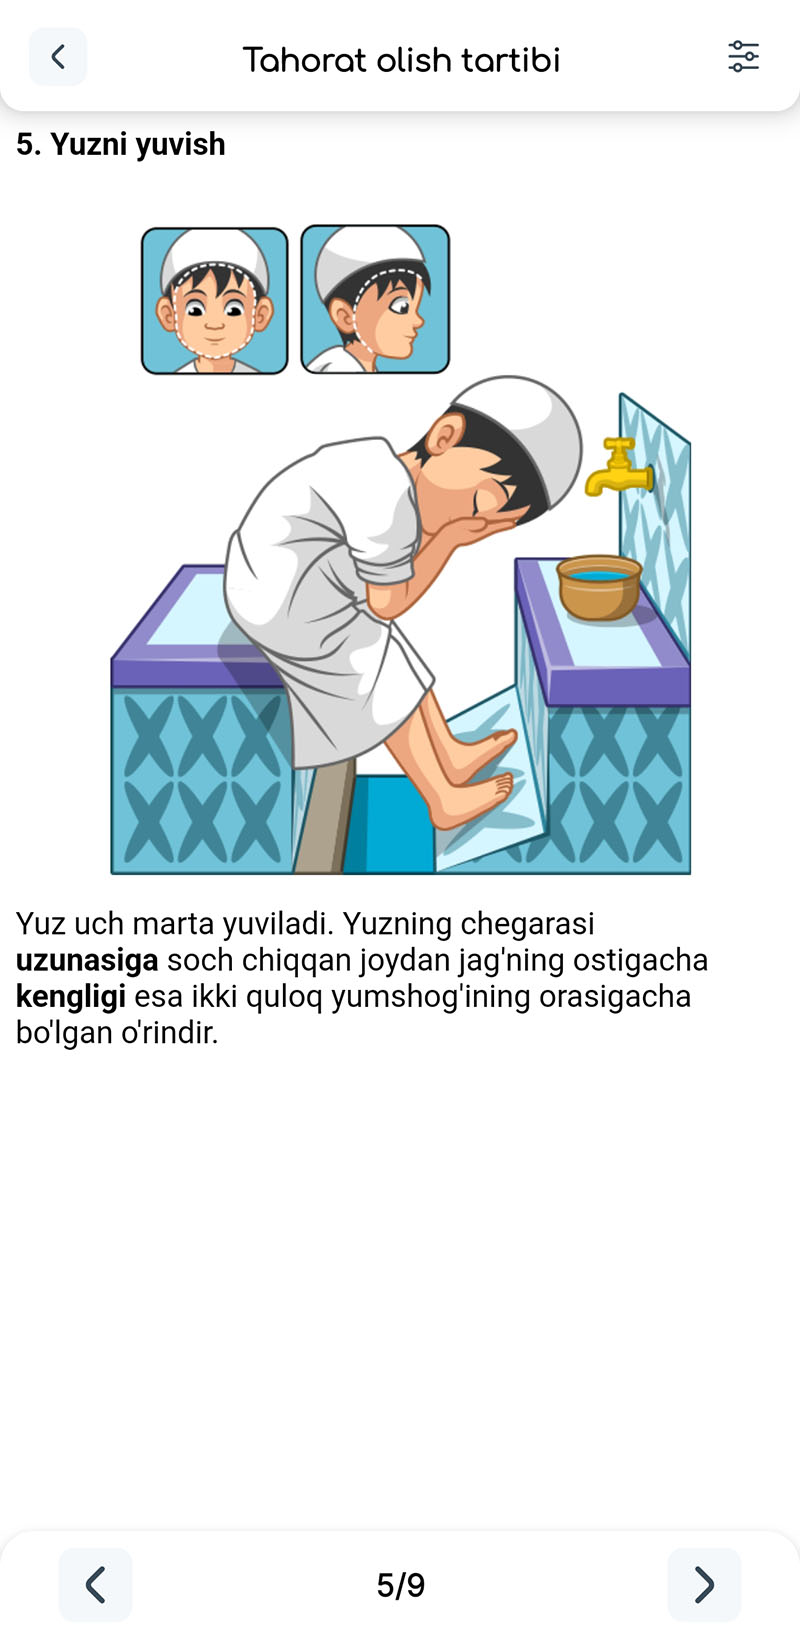 Tahorat olish tartibi
5. Yuzni yuvish
Yuz uch marta yuviladi. Yuzning chegarasi
uzunasiga soch chiqqan joydan jag'ning ostigacha
kengligi esa ikki quloq yumshog'ining orasigacha
bo'lgan o'rindir.
5/9